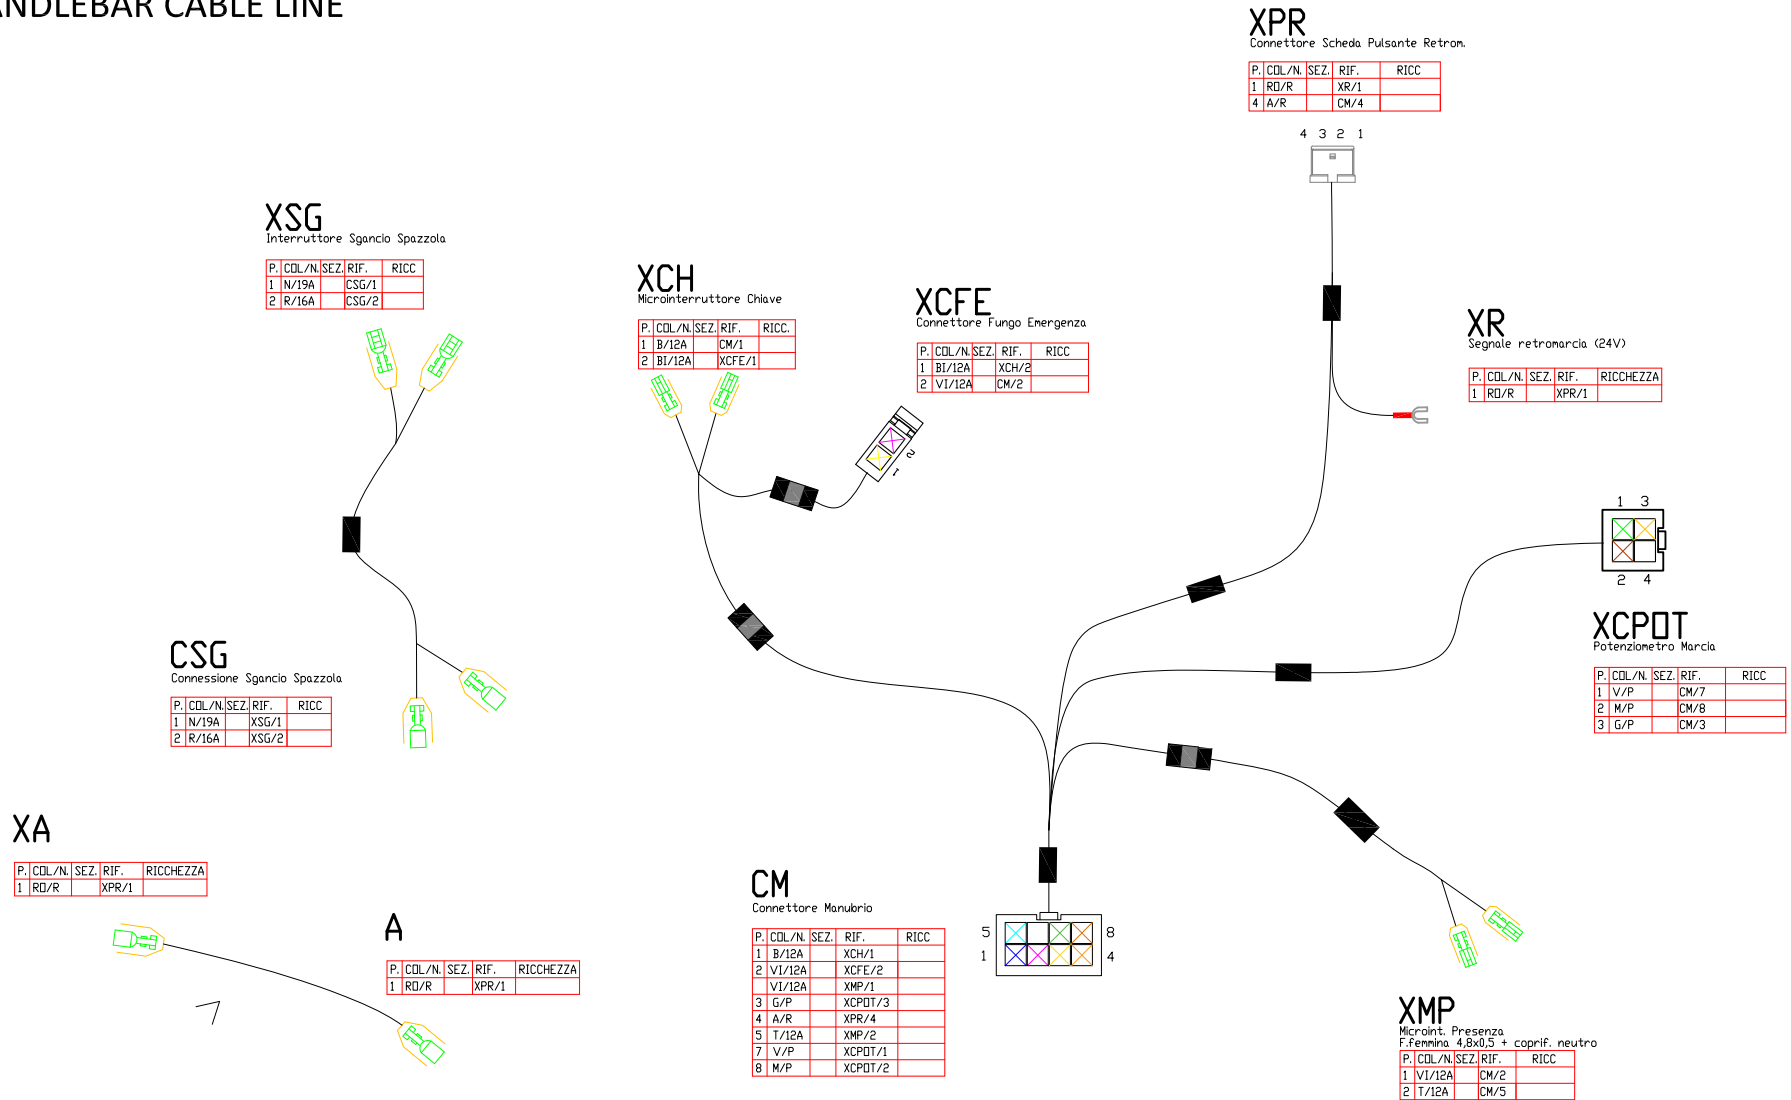 ANDLEBAR CABLE LINE
XPR
Connettore Scheda Pulsante Retrom.
P. COL/N. SEZ. RIF. RICC
1 RO/R XR/1
4 A/R CM/4
4 3 2 1
XSG
Interruttore Sgancio Spazzola
P. COL/N. SEZ. RIF. RICC
1 N/19A CSG/1
2 R/16A CSG/2
XCH
Microinterruttore Chiave
P. COL/N. SEZ. RIF. RICC.
1 B/12A CM/1
2 BI/12A XCFE/1
XCFE
Connettore Fungo Emergenza
P. COL/N. SEZ. RIF. RICC
1 BI/12A XCH/2
2 VI/12A CM/2
2
1
XR
Segnale retromarcia (24V)
P. COL/N. SEZ. RIF. RICCHEZZA
1 RO/R XPR/1
1 3
2 4
XCPOT
Potenziometro Marcia
P. COL/N. SEZ. RIF. RICC
1 V/P CM/7
2 M/P CM/8
3 G/P CM/3
CSG
Connessione Sgancio Spazzola
P. COL/N. SEZ. RIF. RICC
1 N/19A XSG/1
2 R/16A XSG/2
XA
P. COL/N. SEZ. RIF. RICCHEZZA
1 RO/R XPR/1
A
P. COL/N. SEZ. RIF. RICCHEZZA
1 RO/R XPR/1
CM
Connettore Manubrio
P. COL/N. SEZ. RIF. RICC
1 B/12A XCH/1
2 VI/12A XCFE/2
VI/12A XMP/1
3 G/P XCPOT/3
4 A/R XPR/4
5 T/12A XMP/2
7 V/P XCPOT/1
8 M/P XCPOT/2
5 8
1 4
XMP
Microint. Presenza
F.femmina 4,8x0,5 + coprif. neutro
P. COL/N. SEZ. RIF. RICC
1 VI/12A CM/2
2 T/12A CM/5